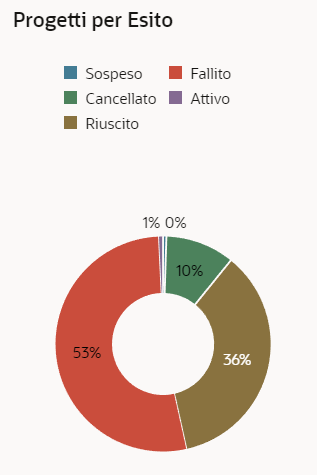 Progetti per Esito
Sospeso Fallito
Cancellato Attivo
Riuscito
1% 0%
10%
53%
36%